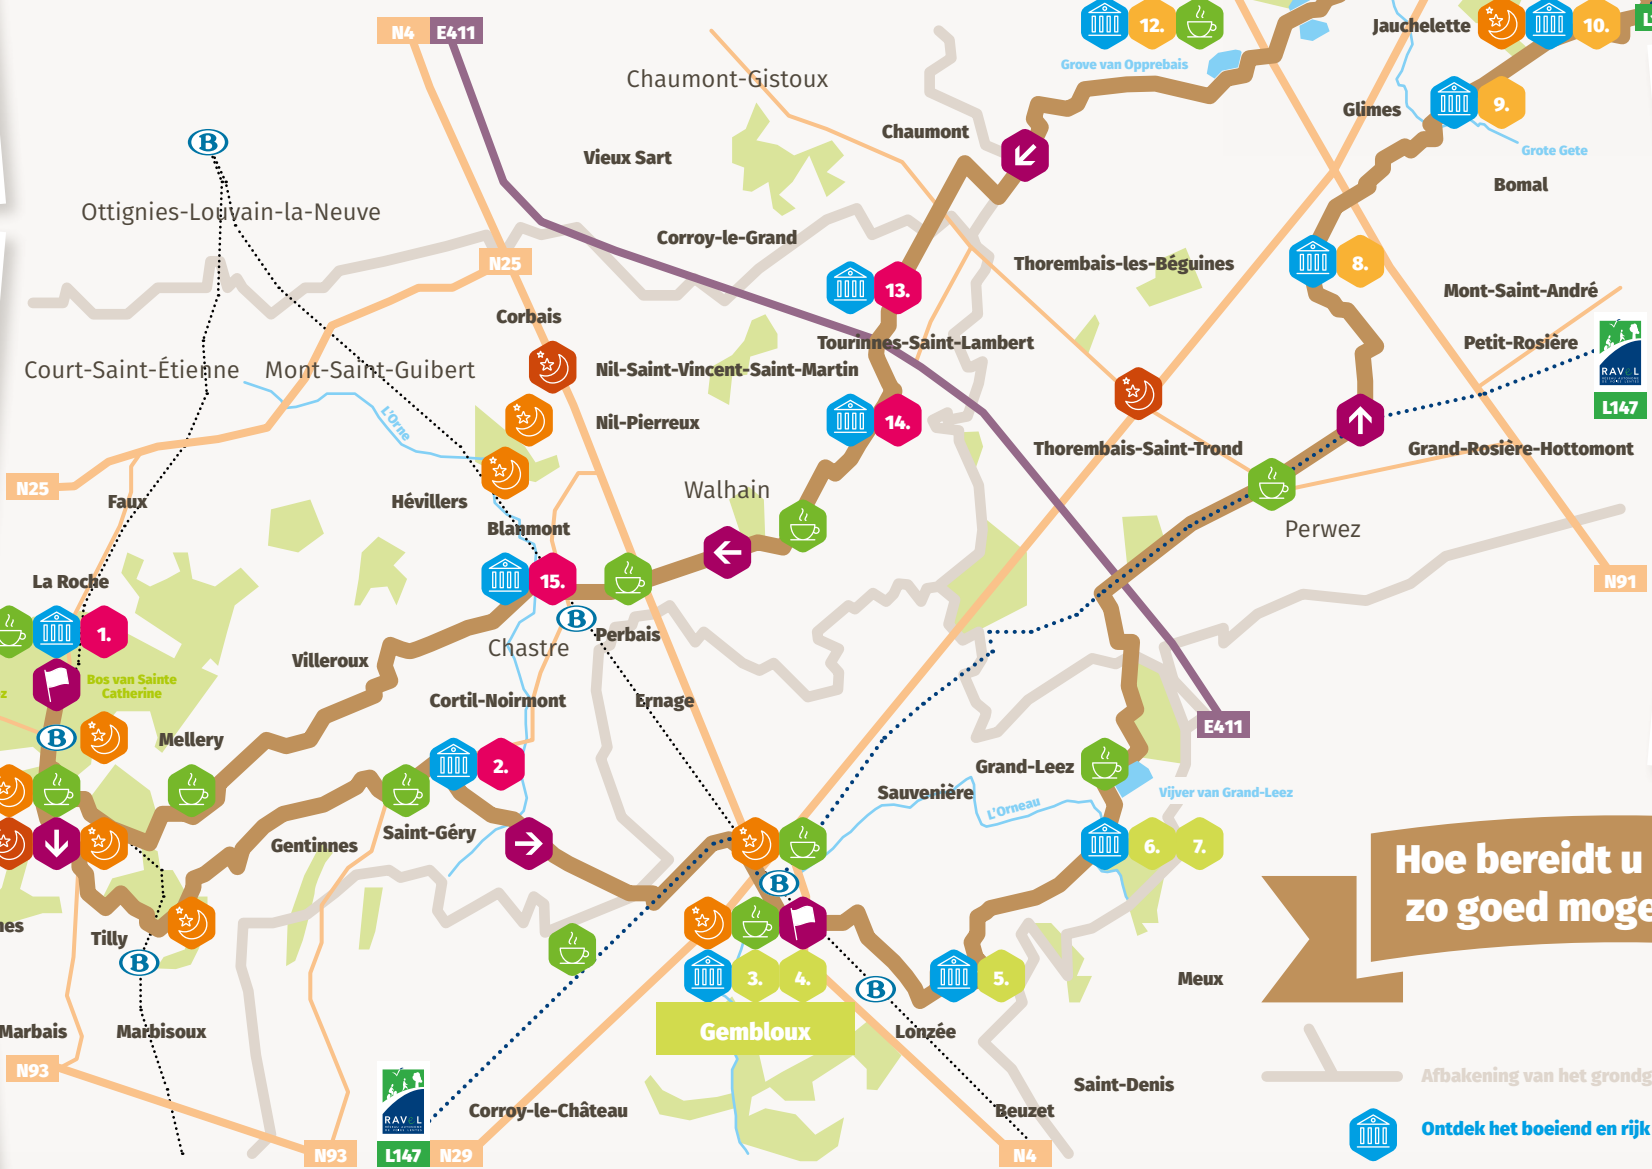 N4
E411
12.
Jauchelette
10.
Grove van Opprebais
Chaumont-Gistoux
Glimes
9.
Chaumont
Grote Gete
B
Vieux Sart
Bomal
Ottignies-Louvain-la-Neuve
Corroy-le-Grand
N25
Thorembais-les-Béguines
8.
13.
Mont-Saint-André
Corbais
Tourinnes-Saint-Lambert
Petit-Rosière
Court-Saint-Étienne
Mont-Saint-Guibert
Nil-Saint-Vincent-Saint-Martin
RAVeL
L147
L'Orne
Nil-Pierreux
14.
Thorembais-Saint-Trond
Grand-Rosière-Hottomont
N25
Faux
Hévillers
Walhain
Blanmont
Perwez
La Roche
15.
N91
1.
B
Perbais
Chastre
Villeroux
Bos van Sainte
Catherine
z
Cortil-Noirmont
Ernage
E411
B
Mellery
2.
Grand-Leez
Sauvenière
L'Orneau
Vijver van Grand-Leez
Saint-Géry
Gentinnes
6.
7.
Hoe bereidt u
zo goed moge
B
nes
Tilly
B
3.
4.
5.
B
Meux
Gembloux
Lonzée
Marbais
Marbisoux
N93
Afbakening van het grondg
Saint-Denis
Corroy-le-Château
Beuzet
RAVeL
Ontdek het boeiend en rijk
N93
L147
N29
N4